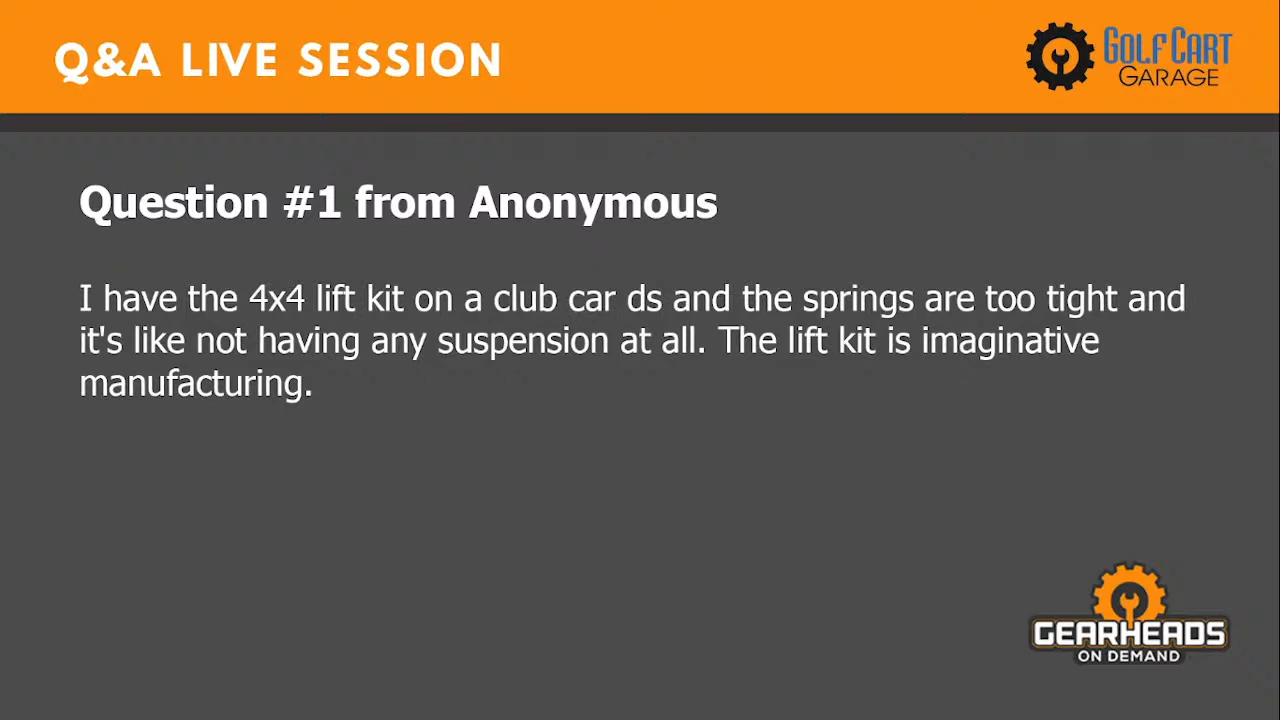 Q&A LIVE SESSION
GOLF CART
GARAGE
Question #1 from Anonymous
I have the 4x4 lift kit on a club car ds and the springs are too tight and
it's like not having any suspension at all. The lift kit is imaginative
manufacturing.
GEARHEADS
ON DEMAND